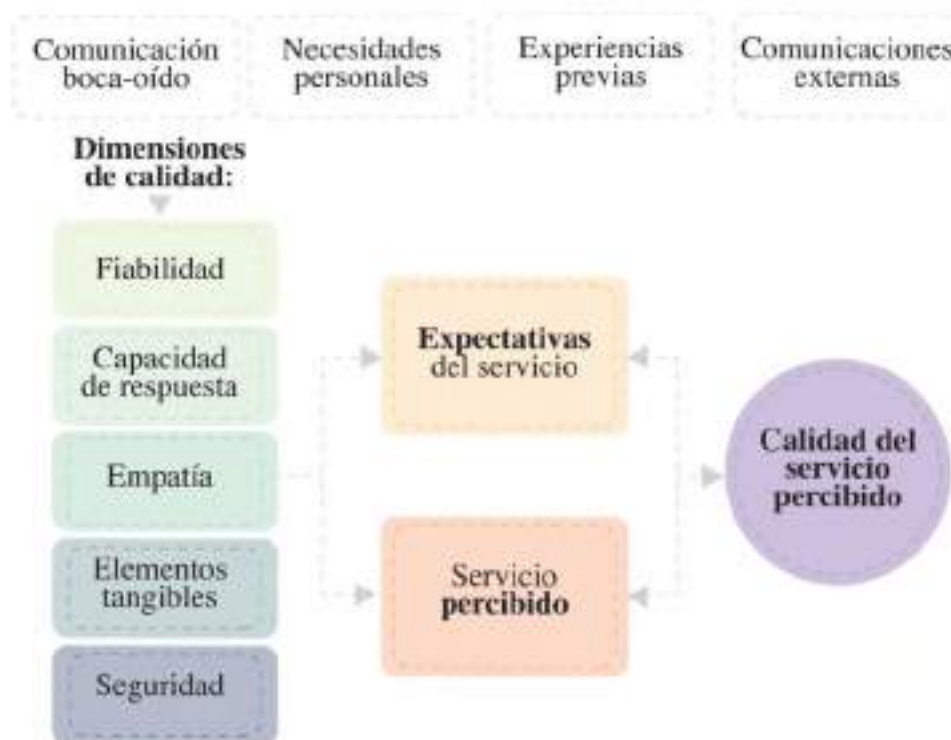 Comunicación
boca-oído
Necesidades
personales
Experiencias
previas
Comunicaciones
externas
Dimensiones
de calidad:
Fiabilidad
Capacidad
de respuesta
Empatía
Elementos
tangibles
Seguridad
Expectativas
del servicio
Servicio
percibido
Calidad del
servicio
percibido